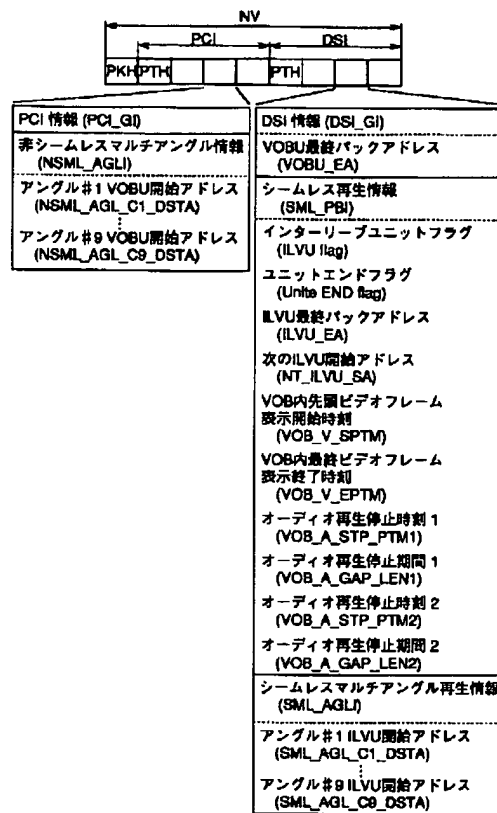 NV
PCI
DSI
PKH PTH PTH
PCI 情報 (PCI_GI)
非シームレスマルチアングル情報
(NSML_AGLI)
アングル#1 VOBU開始アドレス
(NSML_AGL_C1_DSTA)
アングル#9 VOBU開始アドレス
(NSML_AGL_C9_DSTA)
DSI 情報 (DSI_GI)
VOBU最終パックアドレス
(VOBU_EA)
シームレス再生情報
(SML_PBI)
インターリーブユニットフラグ
(ILVU flag)
ユニットエンドフラグ
(Unite END flag)
ILVU最終パックアドレス
(ILVU_EA)
次のILVU開始アドレス
(NT_ILVU_SA)
VOB内先頭ビデオフレーム
表示開始時刻
(VOB_V_SPTM)
VOB内最終ビデオフレーム
表示終了時刻
(VOB_V_EPTM)
オーディオ再生停止時刻 1
(VOB_A_STP_PTM1)
オーディオ再生停止期間 1
(VOB_A_GAP_LEN1)
オーディオ再生停止時刻 2
(VOB_A_STP_PTM2)
オーディオ再生停止期間 2
(VOB_A_GAP_LEN2)
シームレスマルチアングル再生情報
(SML_AGLI)
アングル#1 ILVU開始アドレス
(SML_AGL_C1_DSTA)
アングル#9 ILVU開始アドレス
(SML_AGL_C9_DSTA)